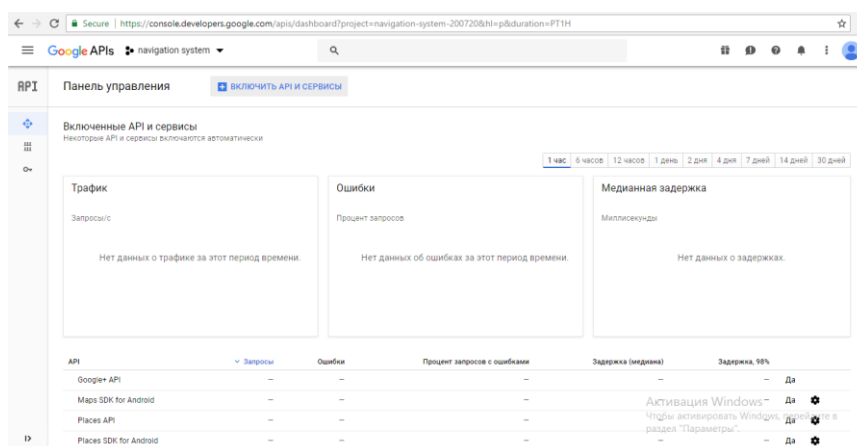 Secure | https://console.developers.google.com/apis/dashboard?project=navigation-system-200720&hl=p&duration=PT1H
Google APIs navigation system
API Панель управления ВКЛЮЧИТЬ API И СЕРВИСЫ
Включенные API и сервисы
Некоторые API и сервисы включаются автоматически
1 час 6 часов 12 часов 1 день 2 дня 4 дня 7 дней 14 дней 30 дней
Трафик Ошибки Медианная задержка
Запросы/с Процент запросов Миллисекунды
Нет данных о трафике за этот период времени. Нет данных об ошибках за этот период времени. Нет данных о задержках.
API Запросы Ошибки Процент запросов с ошибками Задержка (медиана) Задержка, 98%
Google+ API – – – – – Да
Maps SDK for Android – – – – – Да
Places API – – – – – Да
Places SDK for Android – – – – – Да
Активация Windows
Чтобы активировать Windows, перейдите в
раздел "Параметры".